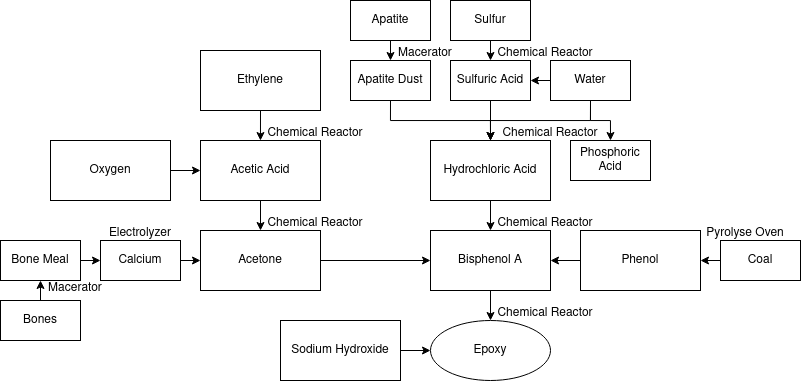 Apatite
Sulfur
Macerator
Chemical Reactor
Ethylene
Apatite Dust
Sulfuric Acid
Water
Chemical Reactor
Chemical Reactor
Oxygen
Acetic Acid
Hydrochloric Acid
Phosphoric
Acid
Chemical Reactor
Chemical Reactor
Electrolyzer
Pyrolyse Oven
Bone Meal
Calcium
Acetone
Bisphenol A
Phenol
Coal
Macerator
Bones
Chemical Reactor
Sodium Hydroxide
Epoxy